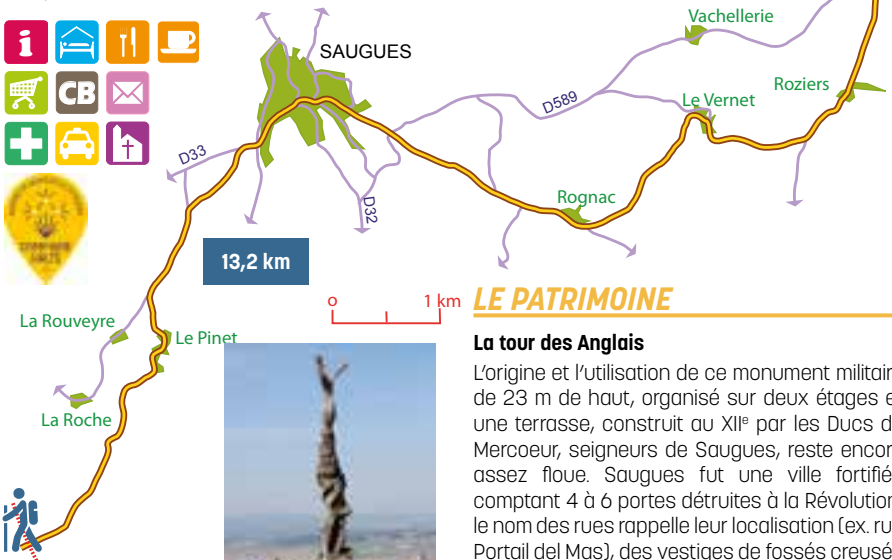 Vachellerie
SAUGUES
CB
D589
Le Vernet
Roziers
D33
D32
Rognac
13,2 km
0 1 km
La Rouveyre
Le Pinet
La Roche
LE PATRIMOINE
La tour des Anglais
L'origine et l'utilisation de ce monument militair
de 23 m de haut, organisé sur deux étages e
une terrasse, construit au XIIe par les Ducs d
Mercoeur, seigneurs de Saugues, reste encor
assez floue. Saugues fut une ville fortifié
comptant 4 à 6 portes détruites à la Révolution
le nom des rues rappelle leur localisation (ex. ru
Portail del Mas), des vestiges de fossés creusé